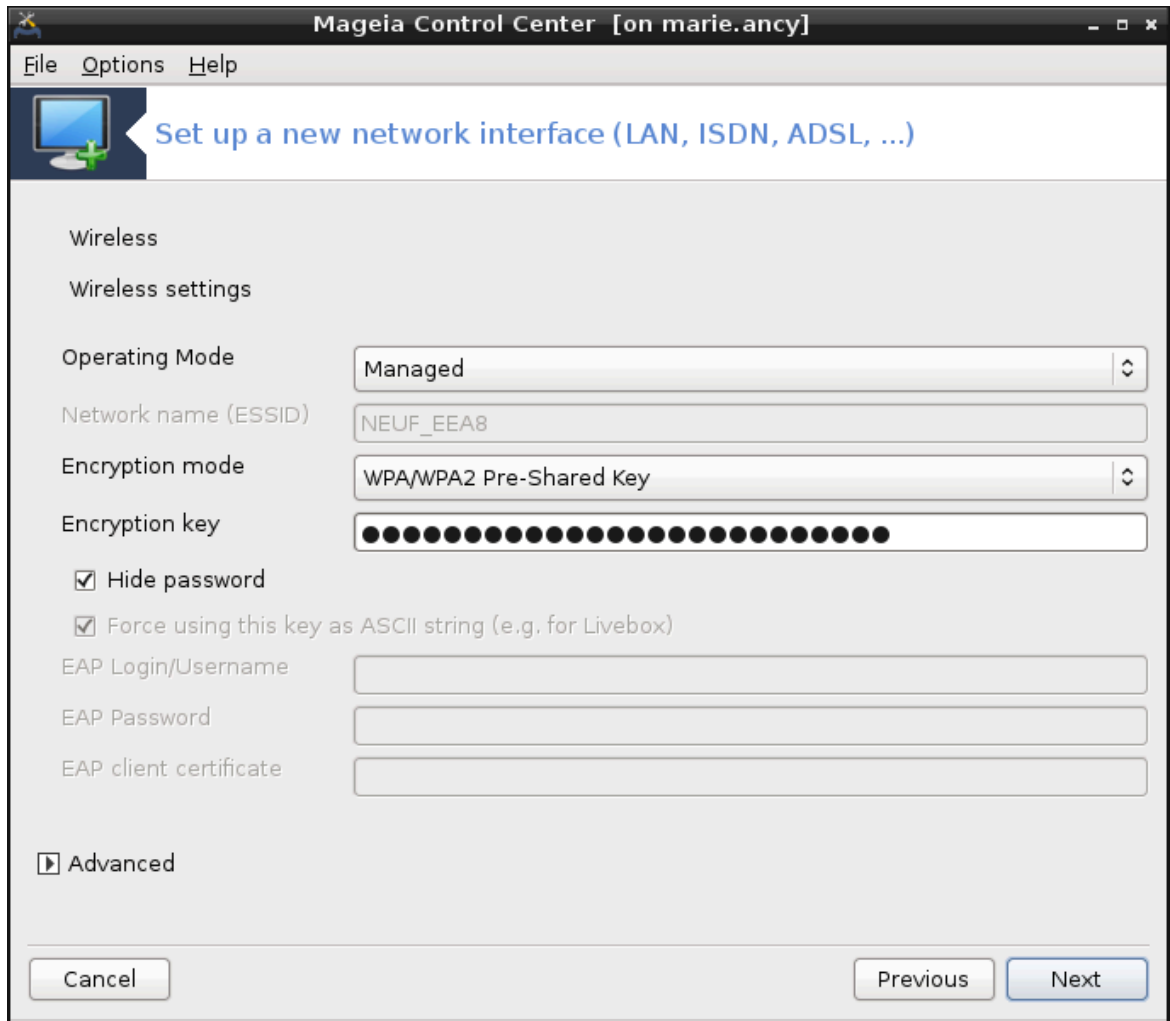 Mageia Control Center [on marie.ancy]
File Options Help
Set up a new network interface (LAN, ISDN, ADSL, ...)
Wireless
Wireless settings
Operating Mode Managed
Network name (ESSID) NEUF_EEA8
Encryption mode WPA/WPA2 Pre-Shared Key
Encryption key ●●●●●●●●●●●●●●●●●●●●●●●●●●
Hide password
Force using this key as ASCII string (e.g. for Livebox)
EAP Login/Username
EAP Password
EAP client certificate
Advanced
Cancel Previous Next